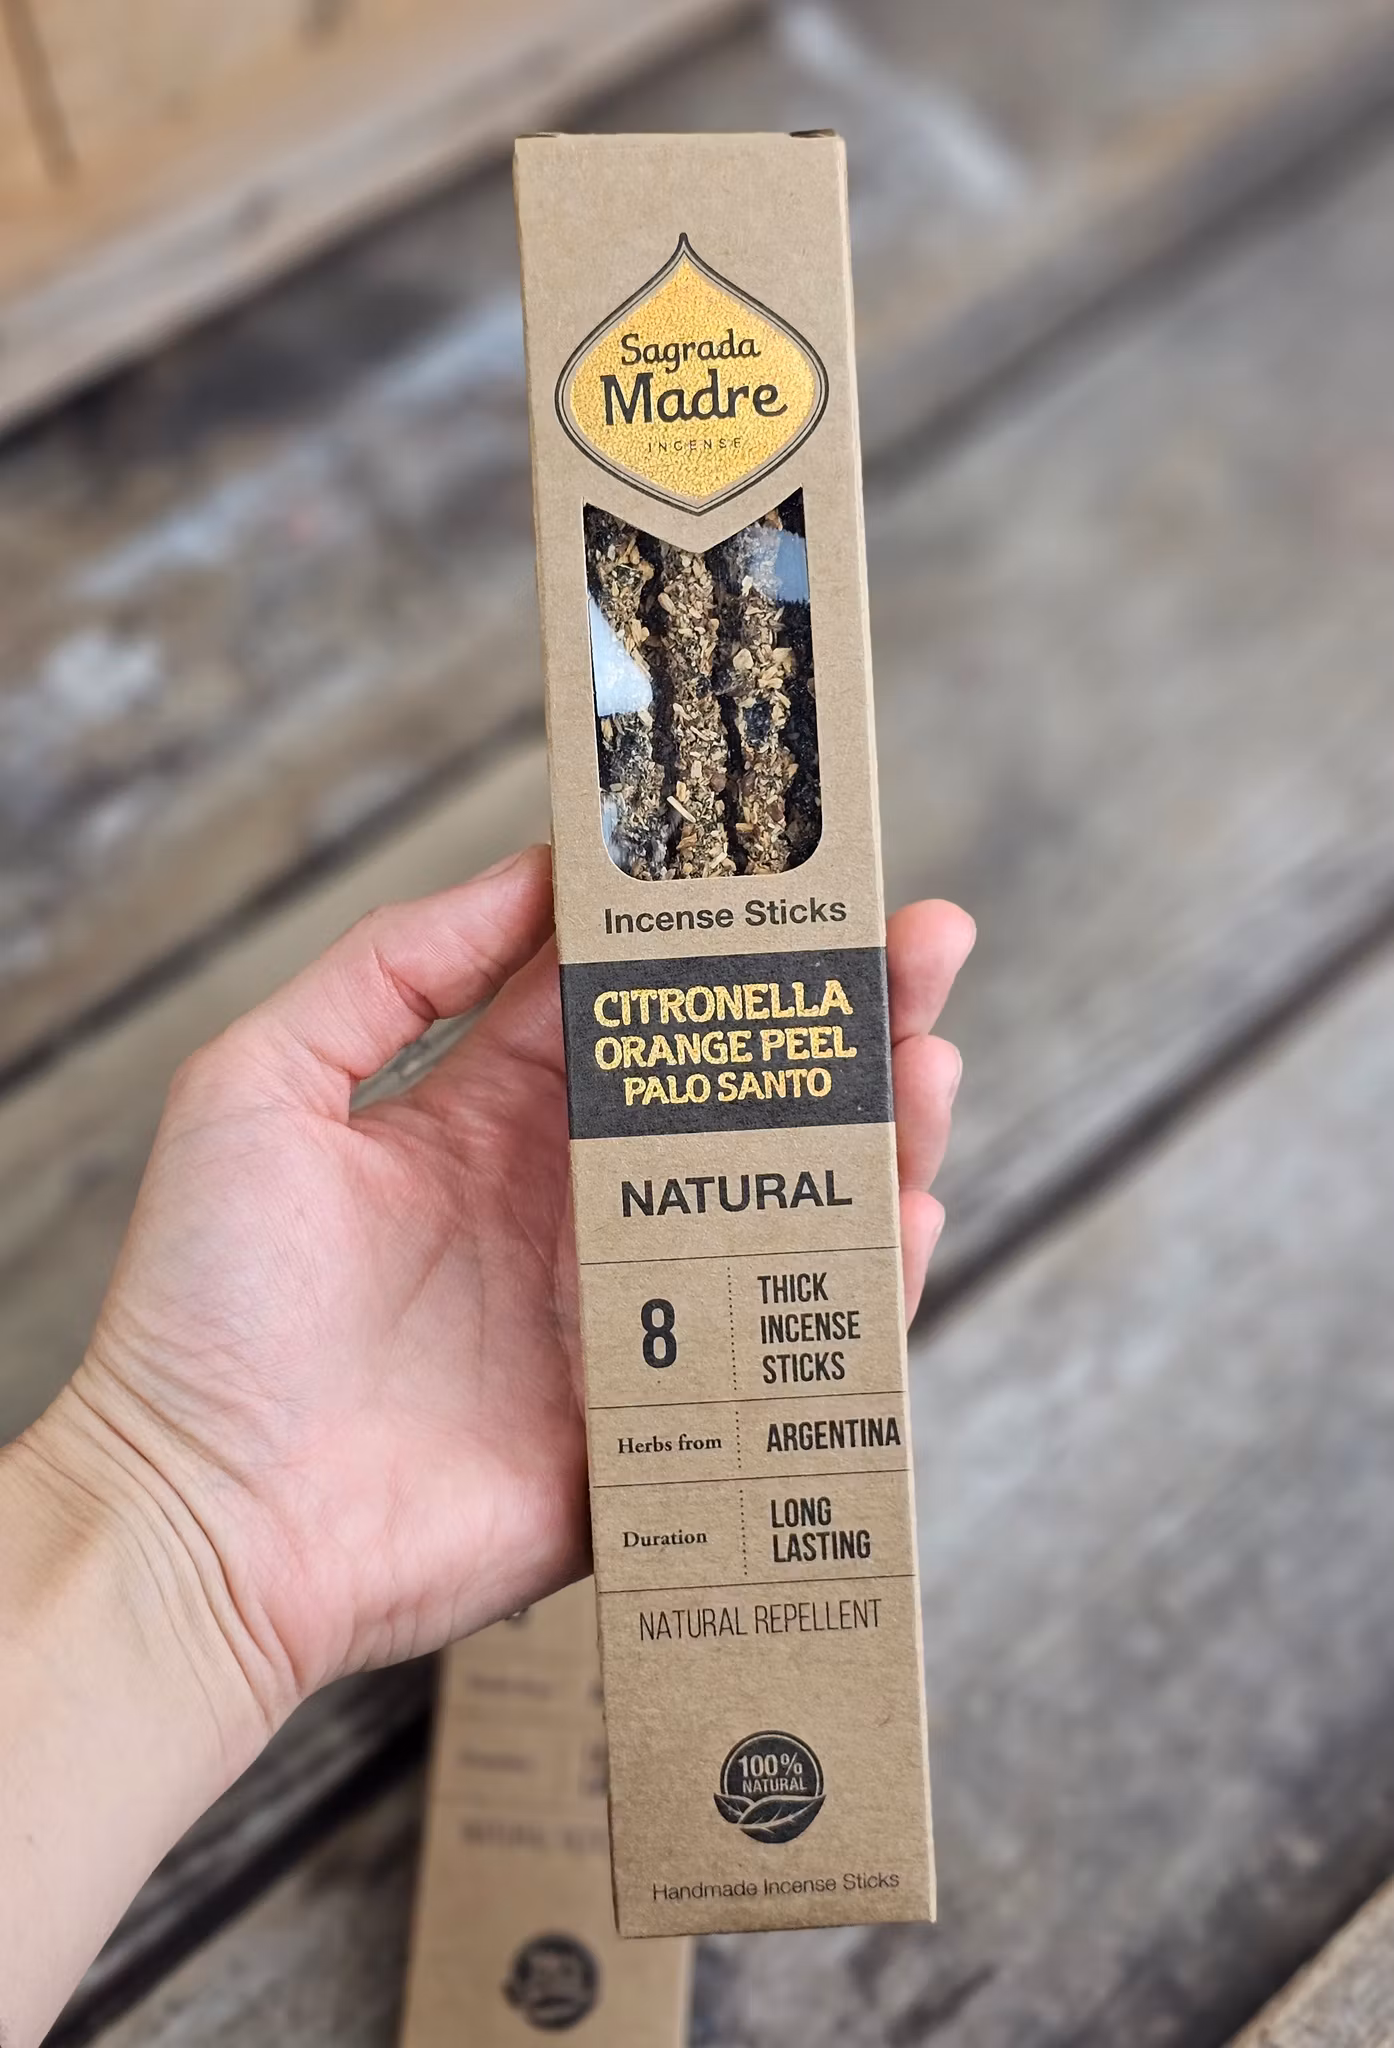 Sagrada
Madre
INCENSE
Incense Sticks
CITRONELLA
ORANGE PEEL
PALO SANTO
NATURAL
8
THICK
INCENSE
STICKS
Herbs from
ARGENTINA
Duration
LONG
LASTING
NATURAL REPELLENT
100%
NATURAL
Handmade Incense Sticks